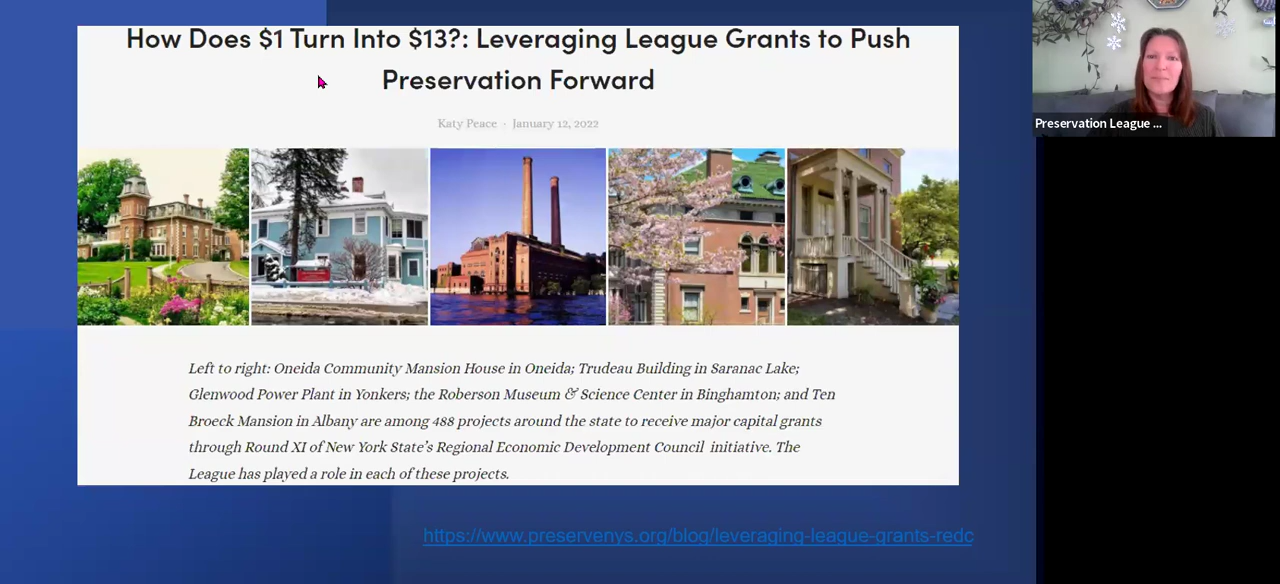 How Does $1 Turn Into $13?: Leveraging League Grants to Push
Preservation Forward
Katy Peace · January 12, 2022
Left to right: Oneida Community Mansion House in Oneida; Trudeau Building in Saranac Lake;
Glenwood Power Plant in Yonkers; the Roberson Museum & Science Center in Binghamton; and Ten
Broeck Mansion in Albany are among 488 projects around the state to receive major capital grants
through Round XI of New York State's Regional Economic Development Council initiative. The
League has played a role in each of these projects.
https://www.preservenys.org/blog/leveraging-league-grants-redc
Preservation League ...